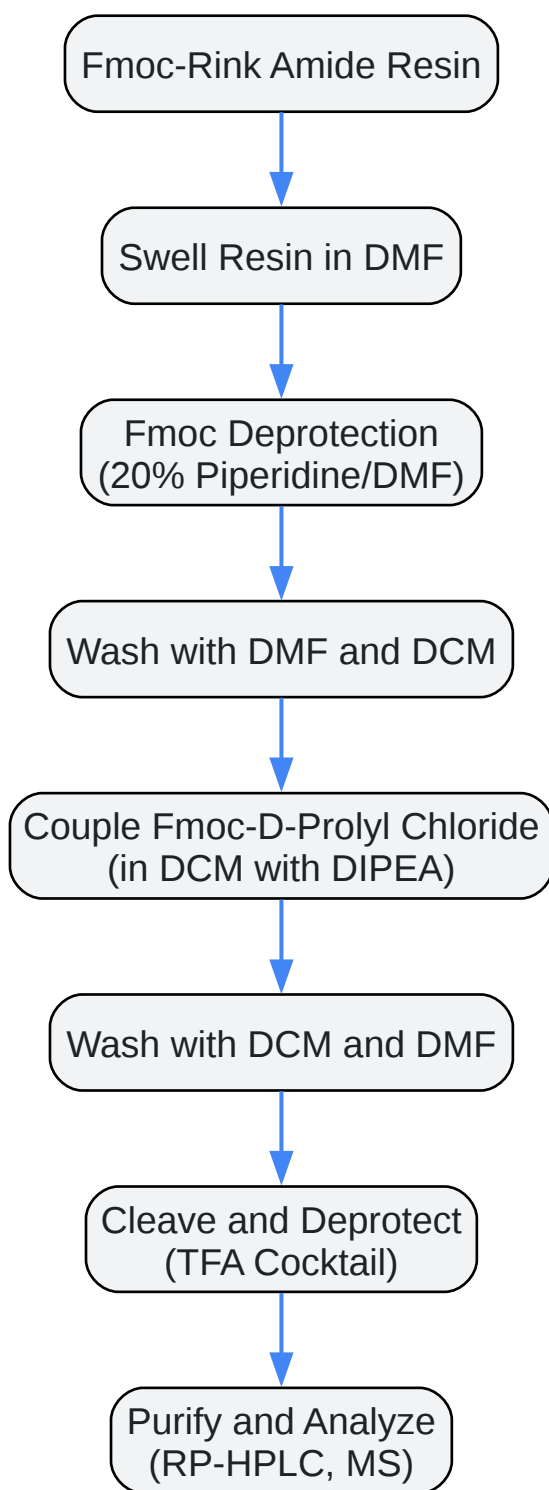 Fmoc-Rink Amide Resin
Swell Resin in DMF
Fmoc Deprotection
(20% Piperidine/DMF)
Wash with DMF and DCM
Couple Fmoc-D-Prolyl Chloride
(in DCM with DIPEA)
Wash with DCM and DMF
Cleave and Deprotect
(TFA Cocktail)
Purify and Analyze
(RP-HPLC, MS)